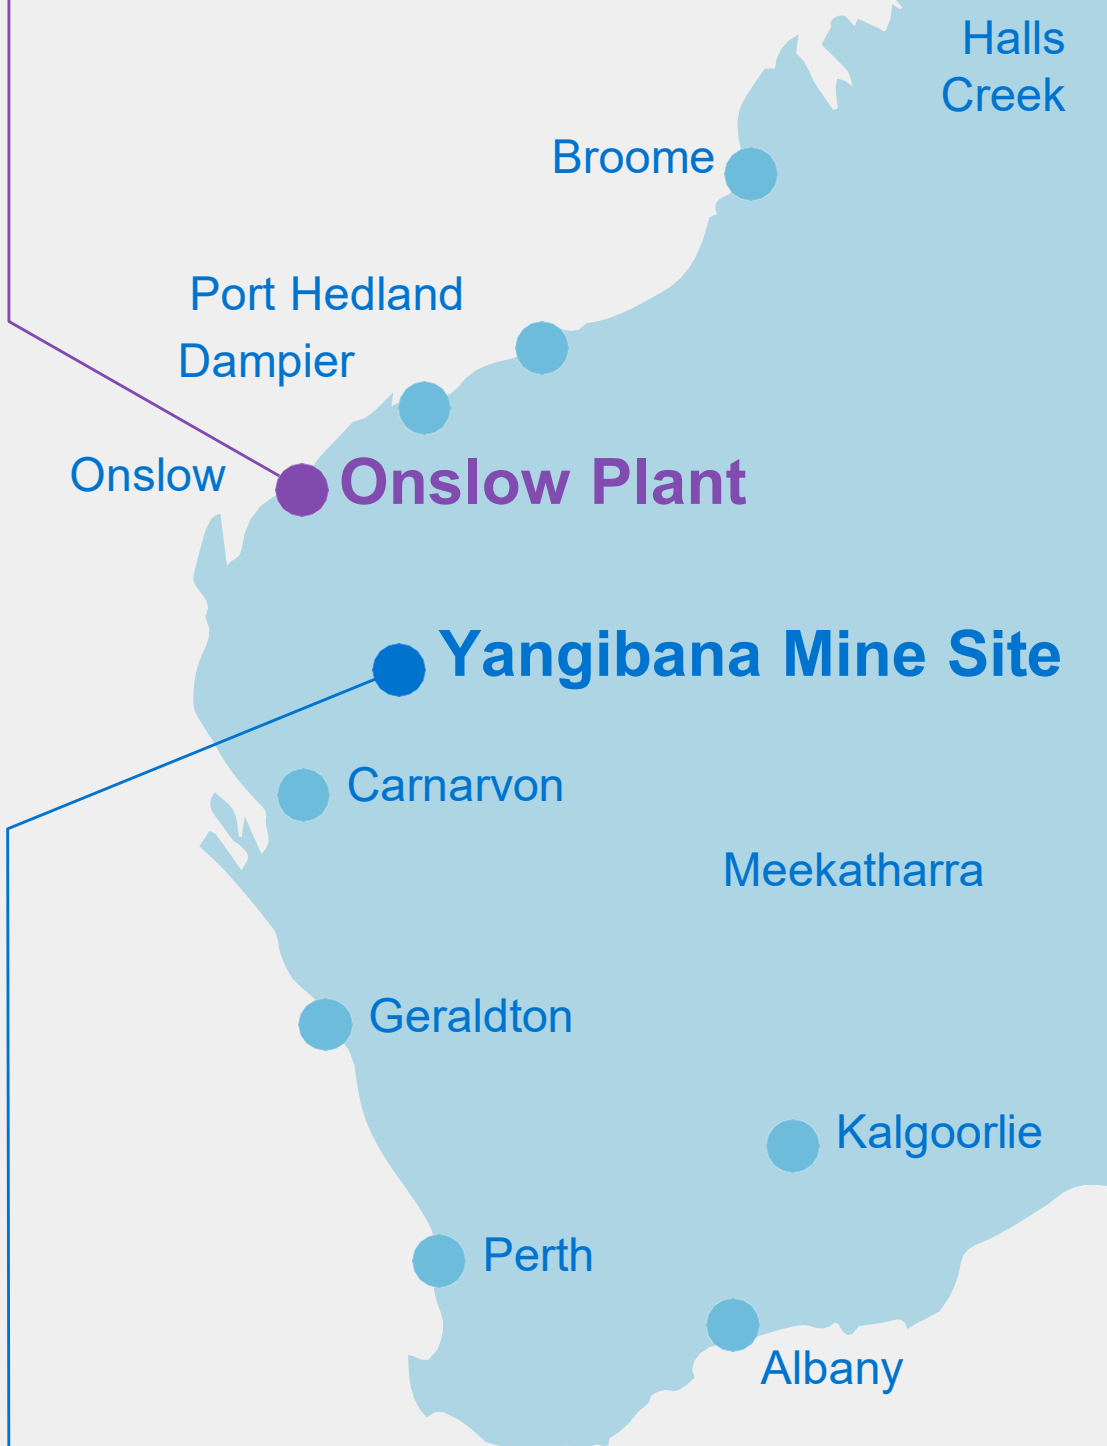 Halls
Creek
Broome
Port Hedland
Dampier
Onslow
Onslow Plant
Yangibana Mine Site
Carnarvon
Meekatharra
Geraldton
Kalgoorlie
Perth
Albany